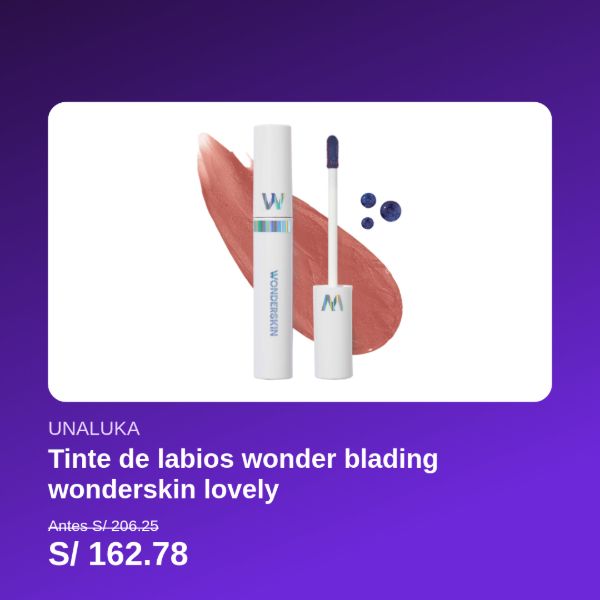 W
WONDERSKIN
W
UNALUKA
Tinte de labios wonder blading
wonderskin lovely
Antes S/ 206.25
S/ 162.78